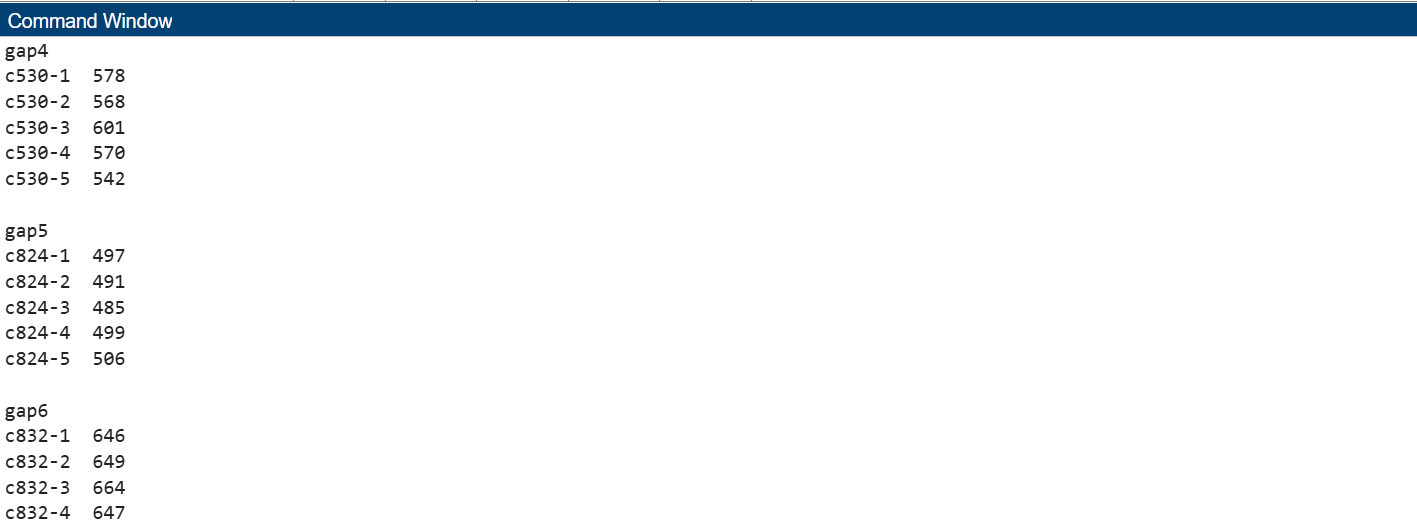 Command Window
gap4
c530-1  578
c530-2  568
c530-3  601
c530-4  570
c530-5  542

gap5
c824-1  497
c824-2  491
c824-3  485
c824-4  499
c824-5  506

gap6
c832-1  646
c832-2  649
c832-3  664
c832-4  647